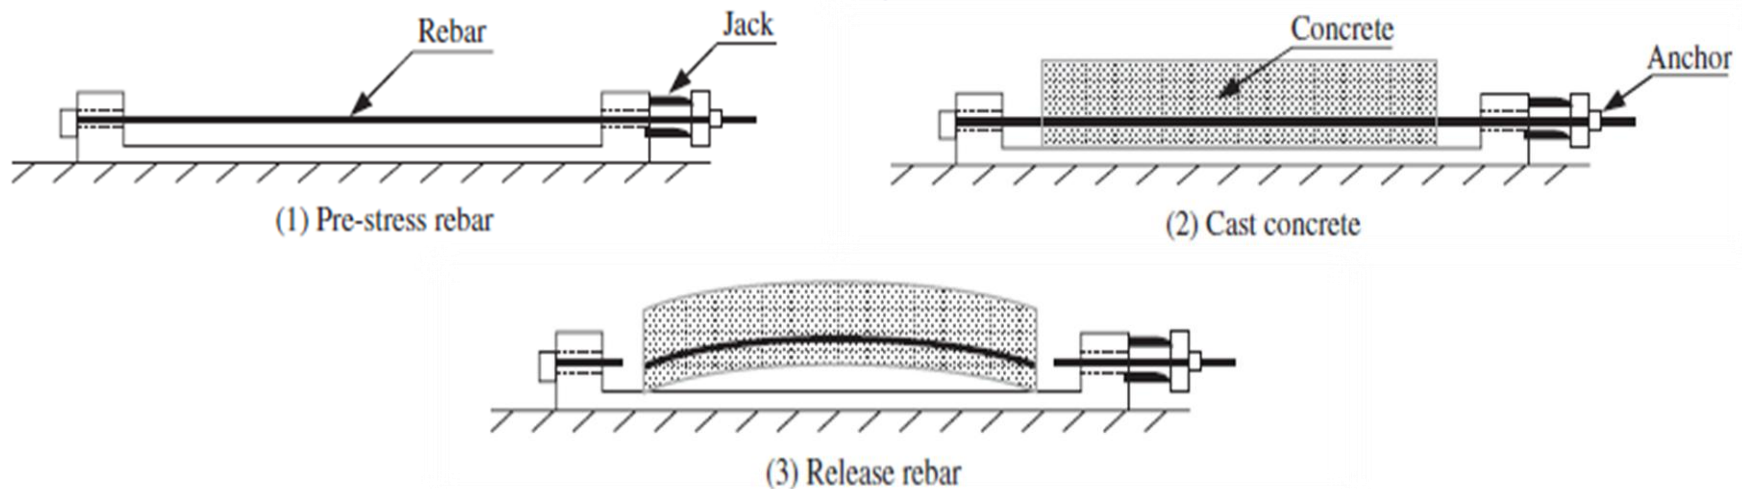 Rebar
Jack
(1) Pre-stress rebar
Concrete
Anchor
(2) Cast concrete
(3) Release rebar